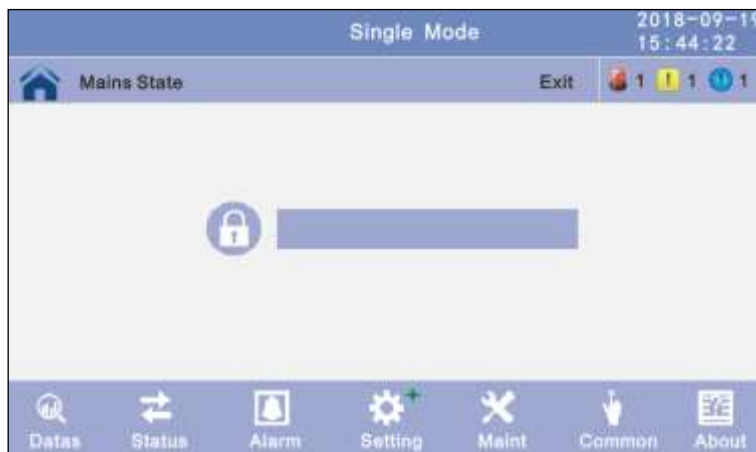 Single Mode
2018-09-19
15:44:22
Mains State
Exit
1
! 1
1
Datas
Status
Alarm
Setting
Maint
Common
About